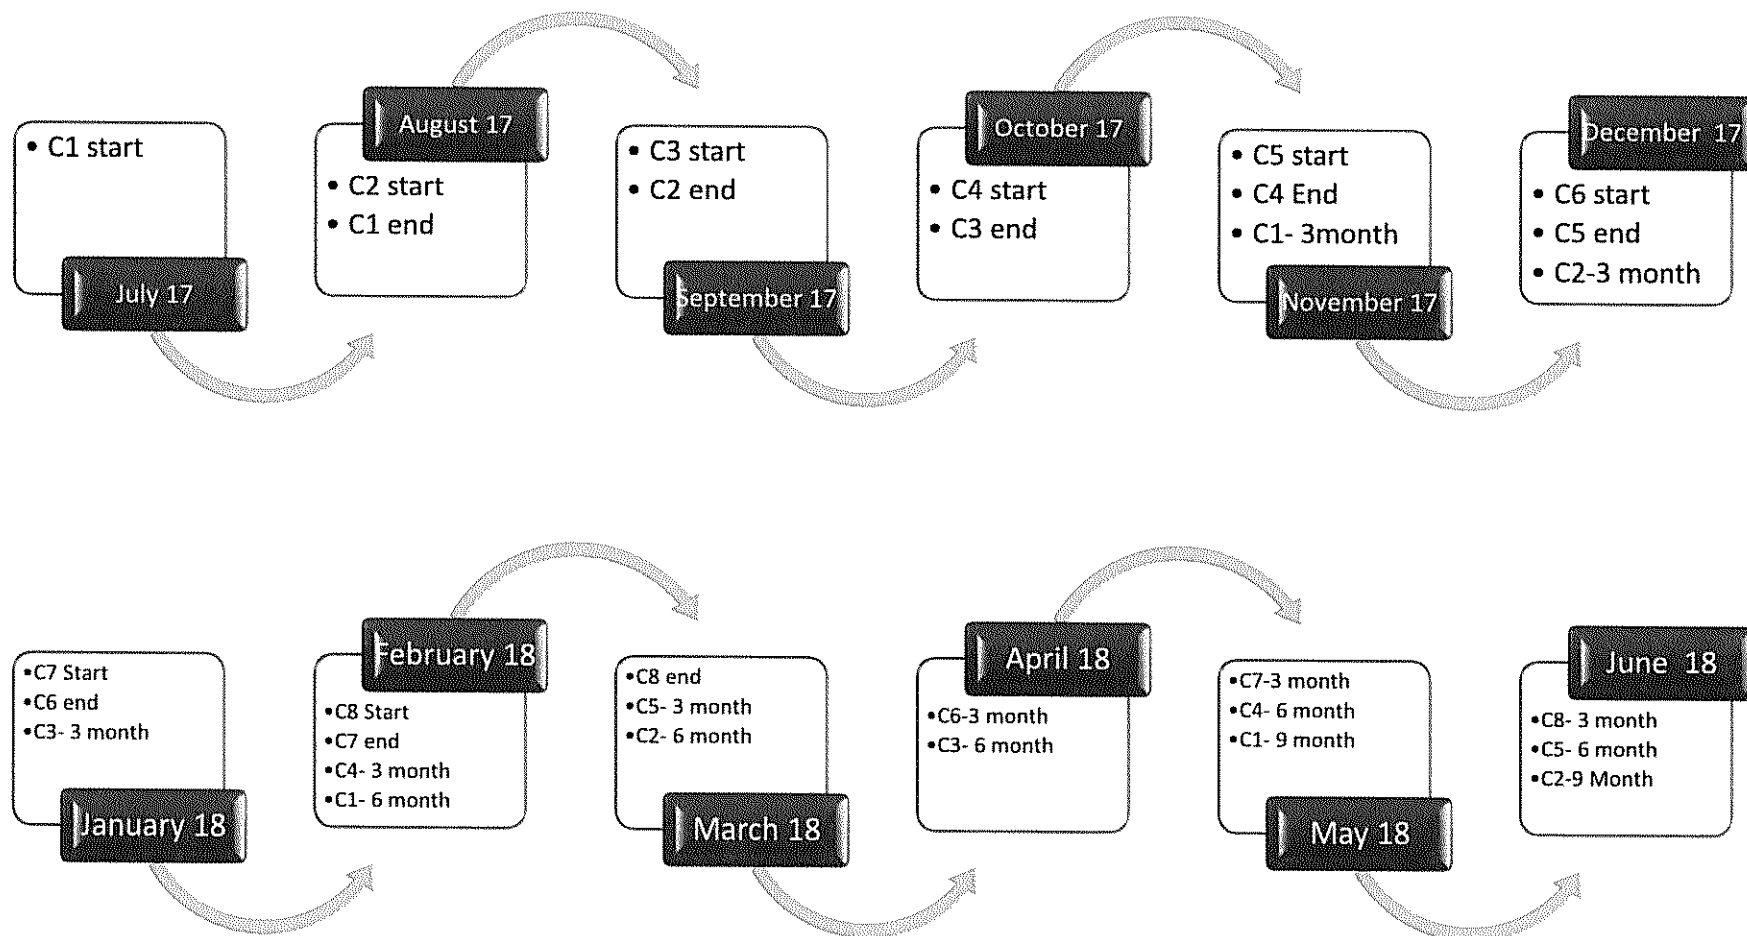 • C1 start
July 17
August 17
• C2 start
• C1 end
• C3 start
• C2 end
September 17
October 17
• C4 start
• C3 end
• C5 start
• C4 End
• C1- 3month
November 17
December 17
• C6 start
• C5 end
• C2-3 month
•C7 Start
•C6 end
•C3- 3 month
January 18
February 18
•C8 Start
•C7 end
•C4- 3 month
•C1- 6 month
•C8 end
•C5- 3 month
•C2- 6 month
March 18
April 18
•C6-3 month
•C3- 6 month
•C7-3 month
•C4- 6 month
•C1- 9 month
May 18
June 18
•C8- 3 month
•C5- 6 month
•C2-9 Month